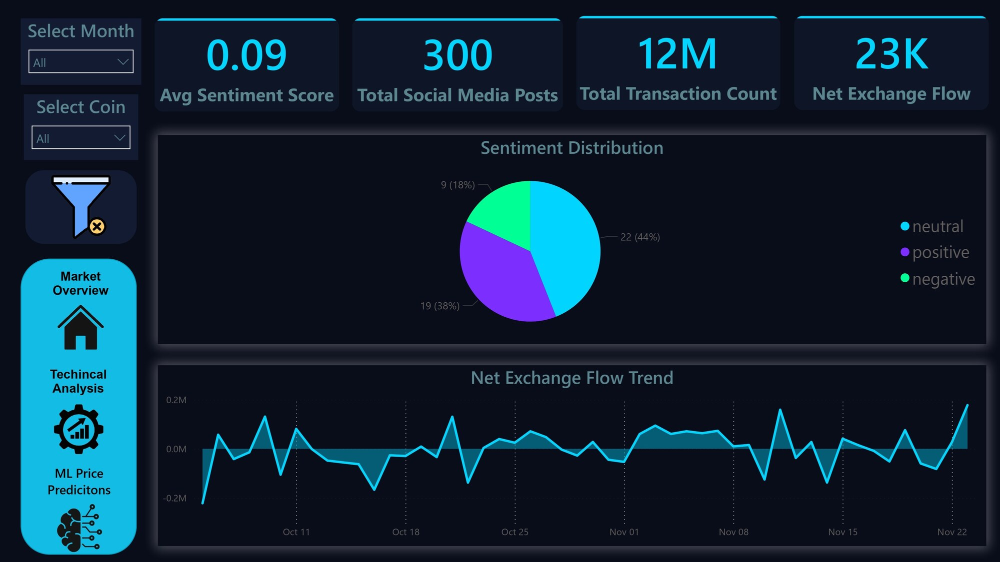 Select Month
All
Select Coin
All
0.09
Avg Sentiment Score
300
Total Social Media Posts
12M
Total Transaction Count
23K
Net Exchange Flow
Market
Overview
Techincal
Analysis
ML Price
Predicitons
Sentiment Distribution
9 (18%)
22 (44%)
19 (38%)
neutral
positive
negative
Net Exchange Flow Trend
0.2M
0.0M
-0.2M
Oct 11
Oct 18
Oct 25
Nov 01
Nov 08
Nov 15
Nov 22